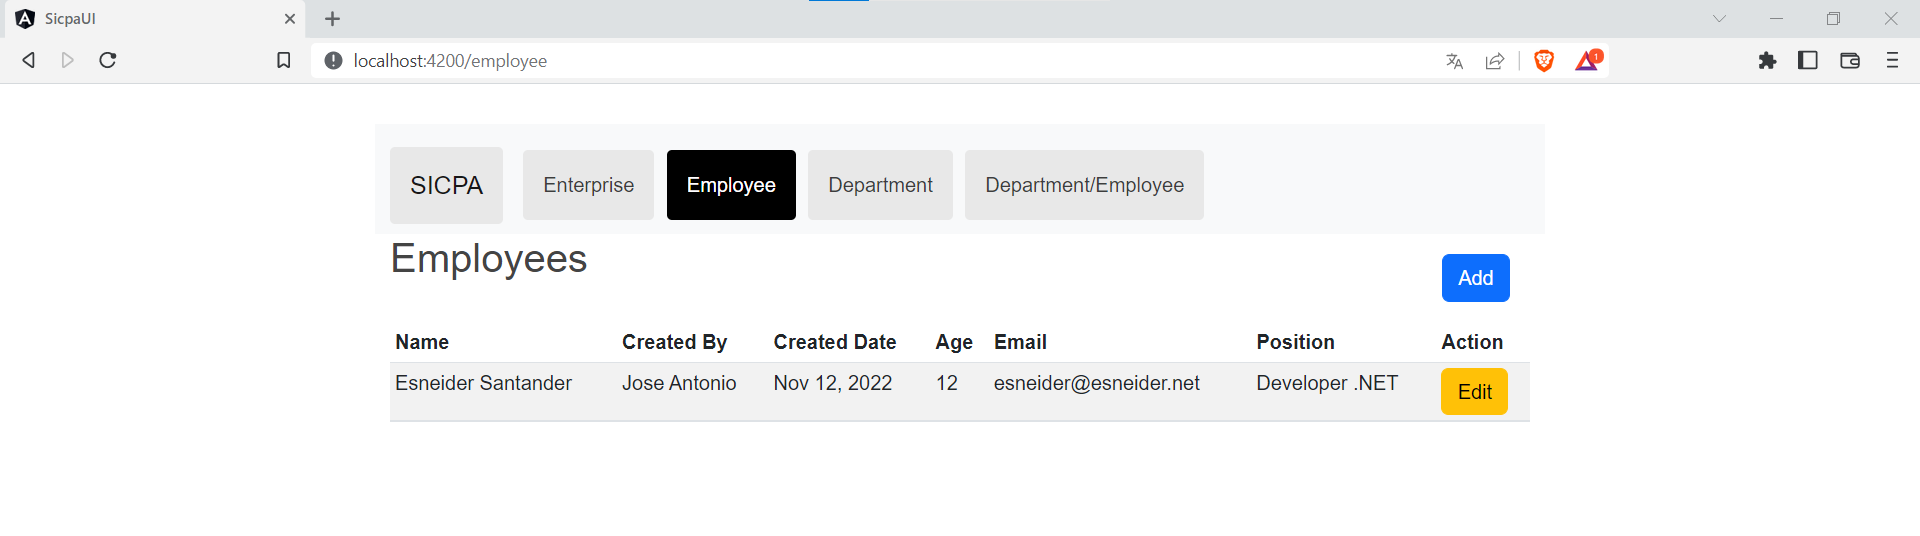 SicpaUI
localhost:4200/employee
1
SICPA Enterprise Employee Department Department/Employee
Employees
Add
Name Created By Created Date Age Email Position Action
Esneider Santander Jose Antonio Nov 12, 2022 12 esneider@esneider.net Developer .NET Edit